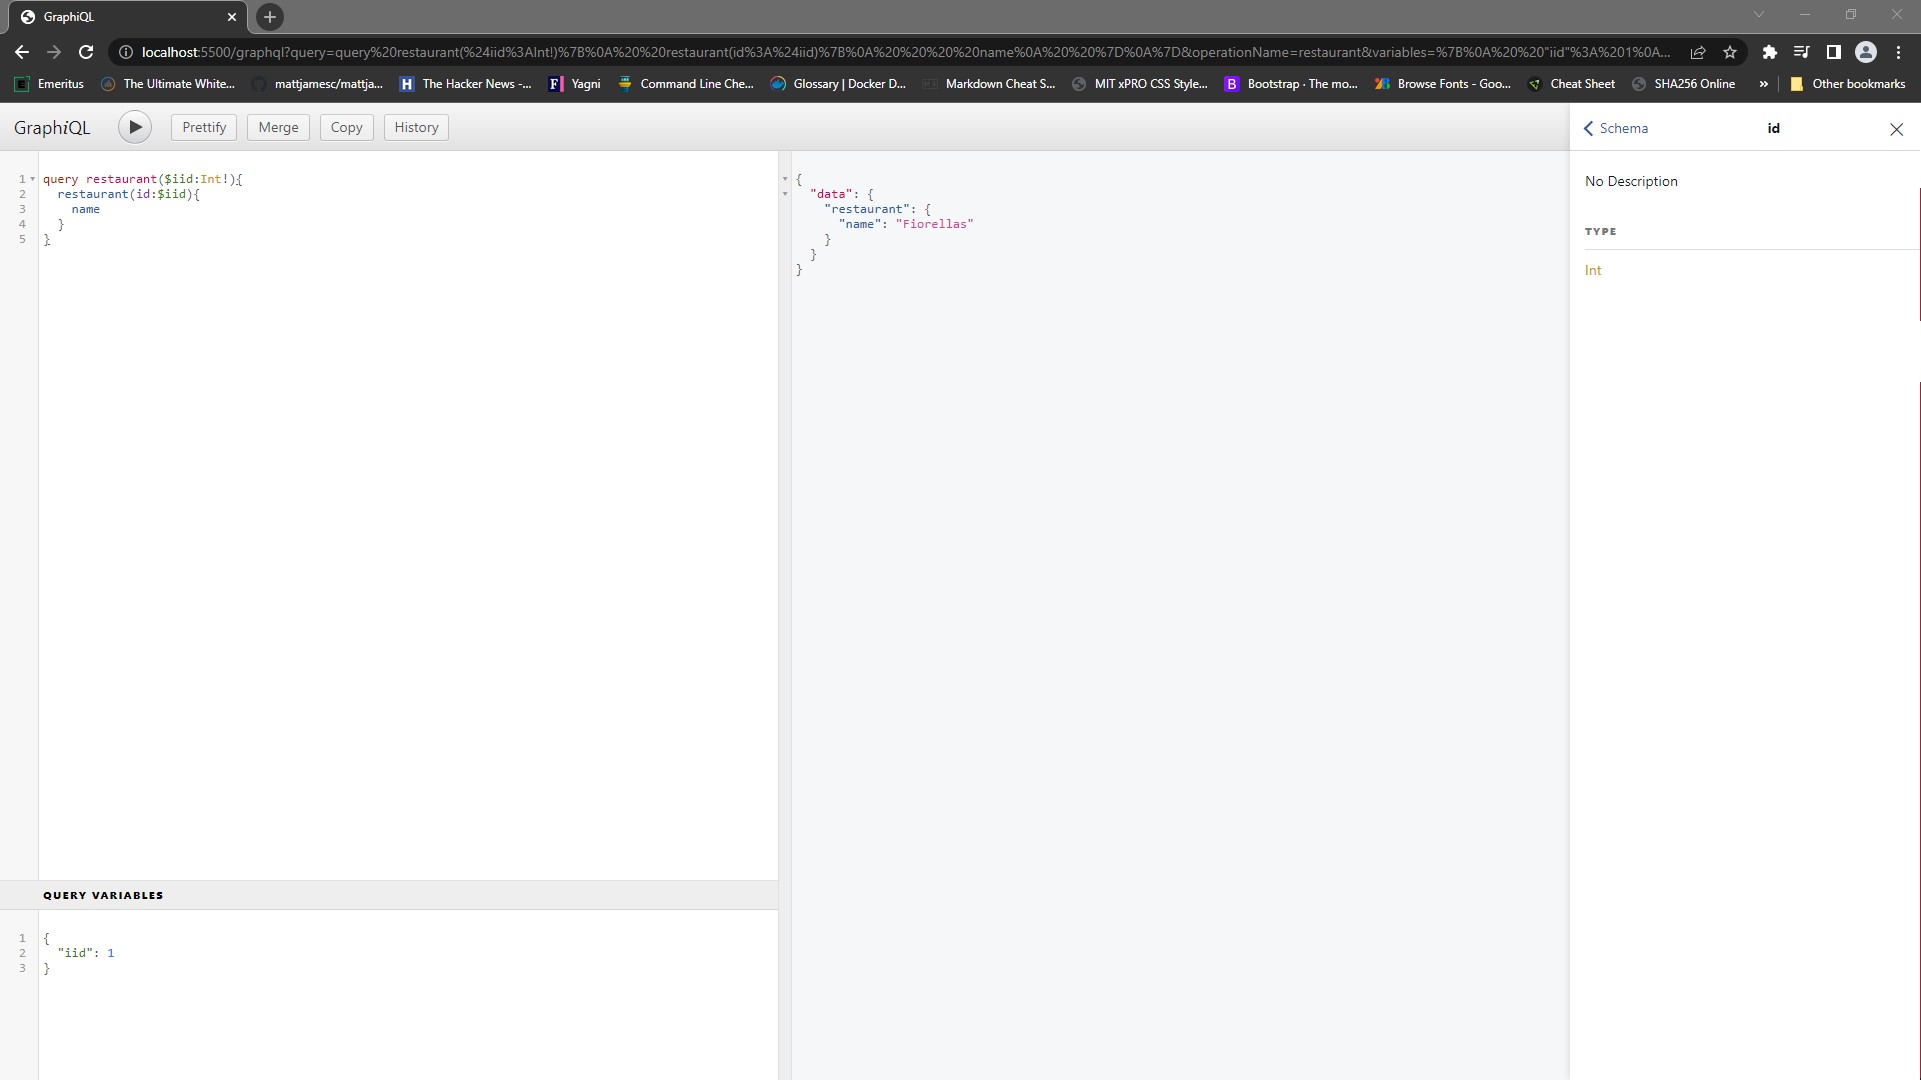 GraphiQL
localhost:5500/graphql?query=query%20restaurant(%24iid%3AInt!)%7B%0A%20%20restaurant(id%3A%24iid)%7B%0A%20%20%20%20name%0A%20%20%7D%0A%7D&operationName=restaurant&variables=%7B%0A%20%20"iid"%3A%201%0A...
Emeritus
The Ultimate White...
mattjamesc/mattja...
H The Hacker News -...
F Yagni
Command Line Che...
Glossary | Docker D...
Markdown Cheat S...
MIT xPRO CSS Style...
B Bootstrap · The mo...
Browse Fonts - Goo...
Cheat Sheet
SHA256 Online
»
Other bookmarks
GraphiQL
Prettify
Merge
Copy
History
1 query restaurant($iid:Int!){
2 restaurant(id:$iid){
3 name
4 }
5 }
QUERY VARIABLES
1 {
2 "iid": 1
3 }
{
"data": {
"restaurant": {
"name": "Fiorellas"
}
}
}
Schema
id
No Description
TYPE
Int